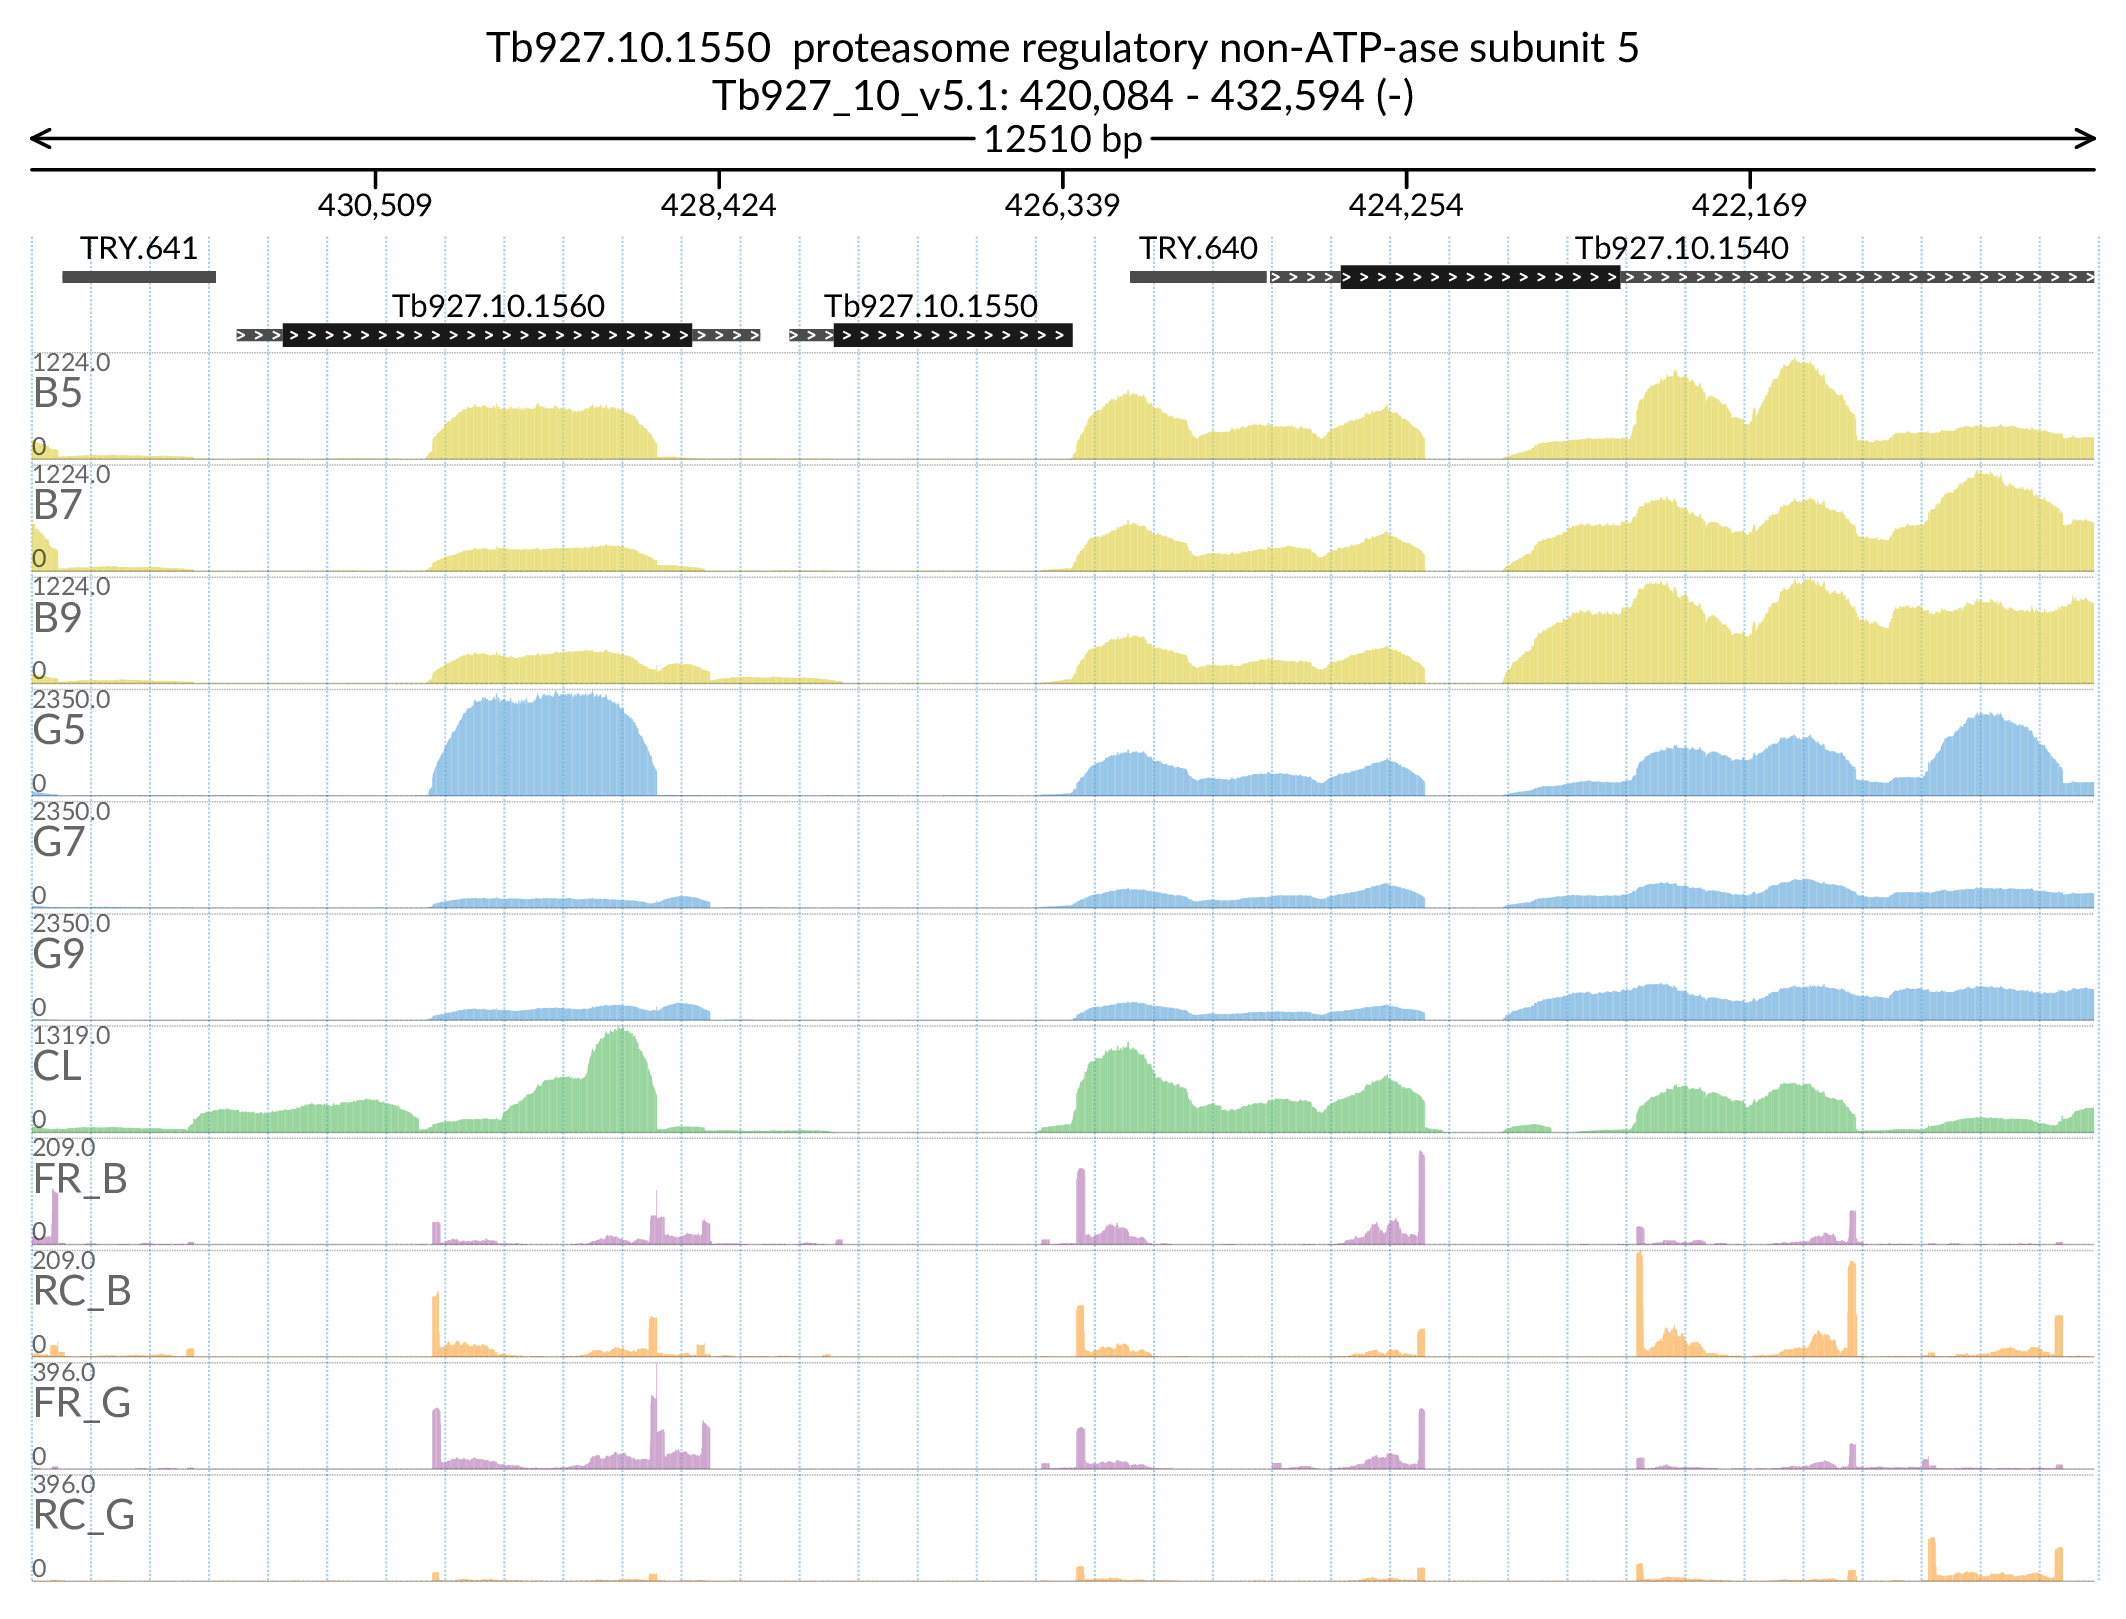 Tb927.10.1550  proteasome regulatory non-ATP-ase subunit 5
Tb927_10_v5.1: 420,084 - 432,594 (-)
12510 bp
430,509 428,424 426,339 424,254 422,169
TRY.641 TRY.640 Tb927.10.1540
Tb927.10.1560 Tb927.10.1550
1224.0
B5
0
1224.0
B7
0
1224.0
B9
0
2350.0
G5
0
2350.0
G7
0
2350.0
G9
0
1319.0
CL
0
209.0
FR_B
0
209.0
RC_B
0
396.0
FR_G
0
396.0
RC_G
0